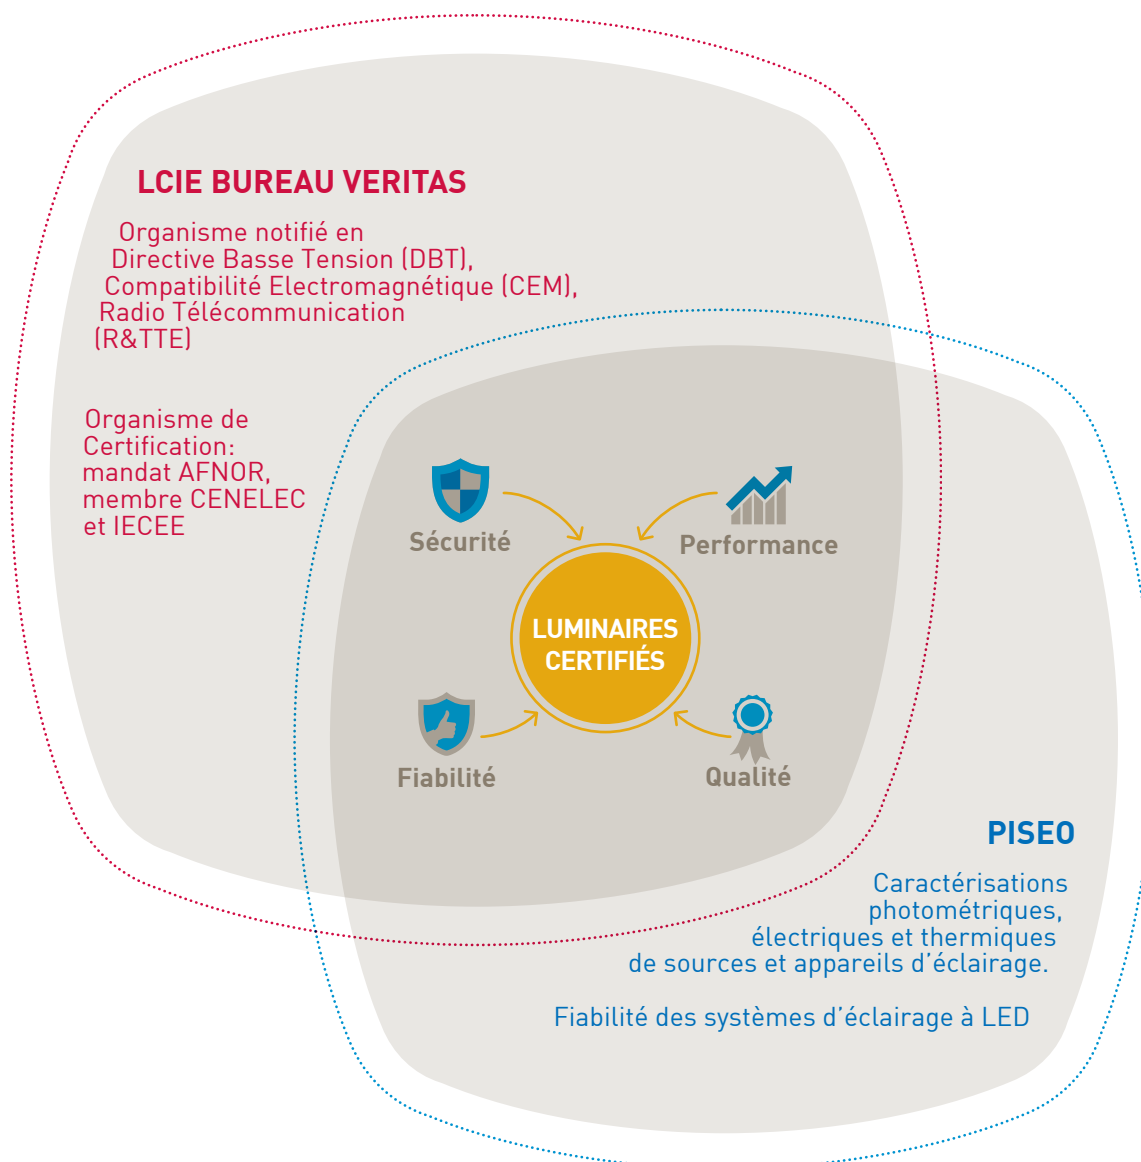 LCIE BUREAU VERITAS
Organisme notifié en
Directive Basse Tension (DBT),
Compatibilité Electromagnétique (CEM),
Radio Télécommunication
(R&TTE)
Organisme de
Certification:
mandat AFNOR,
membre CENELEC
et IECEE
Sécurité
Performance
LUMINAIRES
CERTIFIÉS
Fiabilité
Qualité
PISEO
Caractérisations
photométriques,
électriques et thermiques
de sources et appareils d’éclairage.
Fiabilité des systèmes d’éclairage à LED